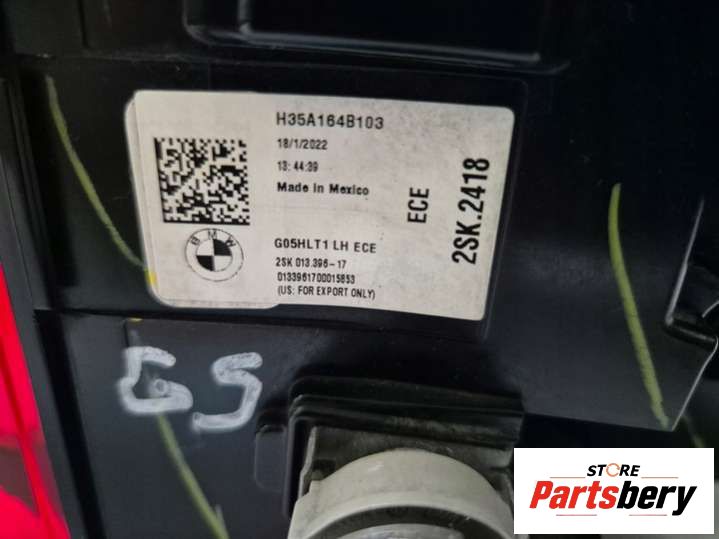 H35A164B103
18/1/2022
13:44:39
Made in Mexico
ECE
2SK.2418
BMW
G05HLT1 LH ECE
2SK 013.396-17
0133961700015853
(US: FOR EXPORT ONLY)
G5
STORE
Partsbery